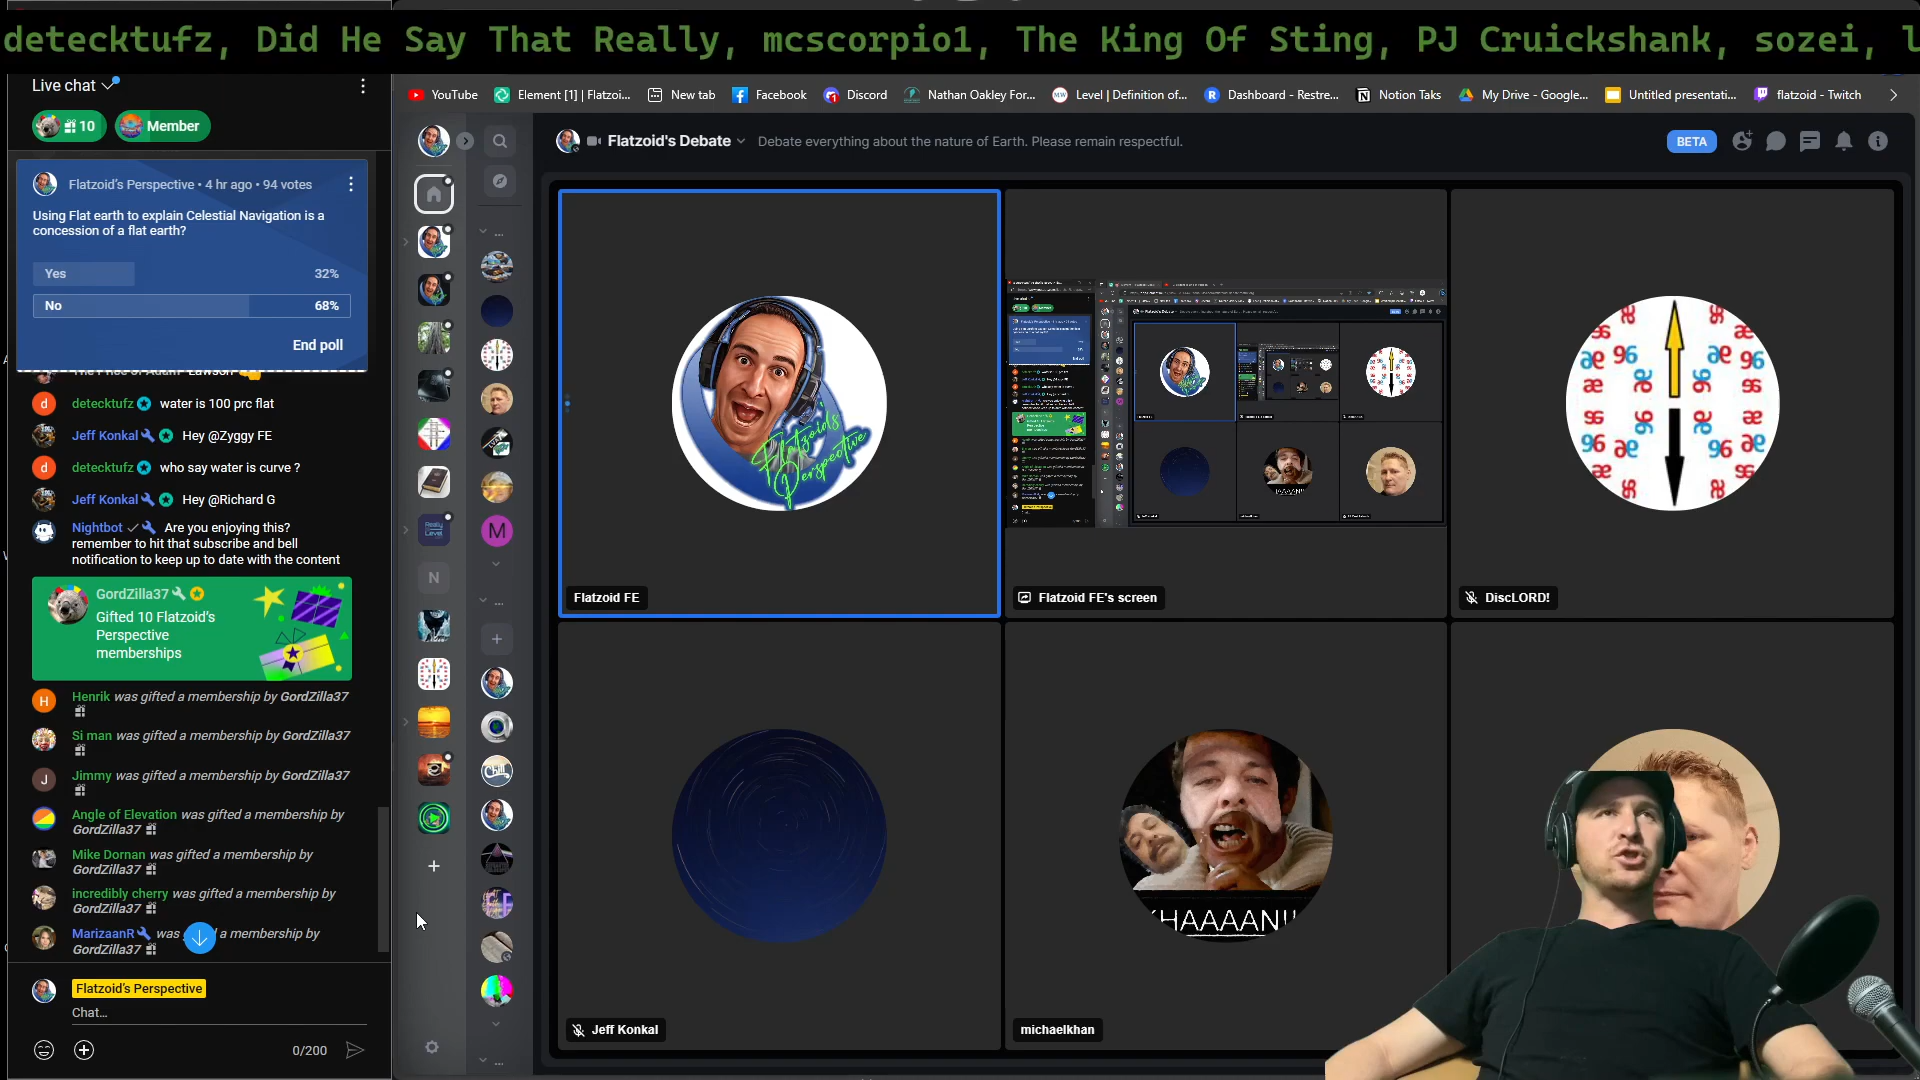 detecktufz, Did He Say That Really, mcscorpio1, The King Of Sting, PJ Cruickshank, sozei, l
Live chat
10
Member
YouTube
Element [1] | Flatzoi...
New tab
Facebook
Discord
Nathan Oakley For...
Level | Definition of...
Dashboard - Restre...
Notion Taks
My Drive - Google...
Untitled presentati...
flatzoid - Twitch
Flatzoid's Debate
Debate everything about the nature of Earth. Please remain respectful.
BETA
Flatzoid's Perspective • 4 hr ago • 94 votes
Using Flat earth to explain Celestial Navigation is a
concession of a flat earth?
Yes 32%
No 68%
End poll
detecktufz water is 100 prc flat
Jeff Konkal Hey @Zyggy FE
detecktufz who say water is curve ?
Jeff Konkal Hey @Richard G
Nightbot Are you enjoying this?
remember to hit that subscribe and bell
notification to keep up to date with the content
GordZilla37
Gifted 10 Flatzoid's
Perspective
memberships
Henrik was gifted a membership by GordZilla37
Si man was gifted a membership by GordZilla37
Jimmy was gifted a membership by GordZilla37
Angle of Elevation was gifted a membership by
GordZilla37
Mike Dornan was gifted a membership by
GordZilla37
incredibly cherry was gifted a membership by
GordZilla37
MarizaanR was a membership by
GordZilla37
Flatzoid's Perspective
Chat...
0/200
Really
Level
N
M
Chill
Flatzoid's
Perspective
Flatzoid FE
Flatzoid FE's screen
DiscLORD!
Jeff Konkal
KHAAAN!!
michaelkhan